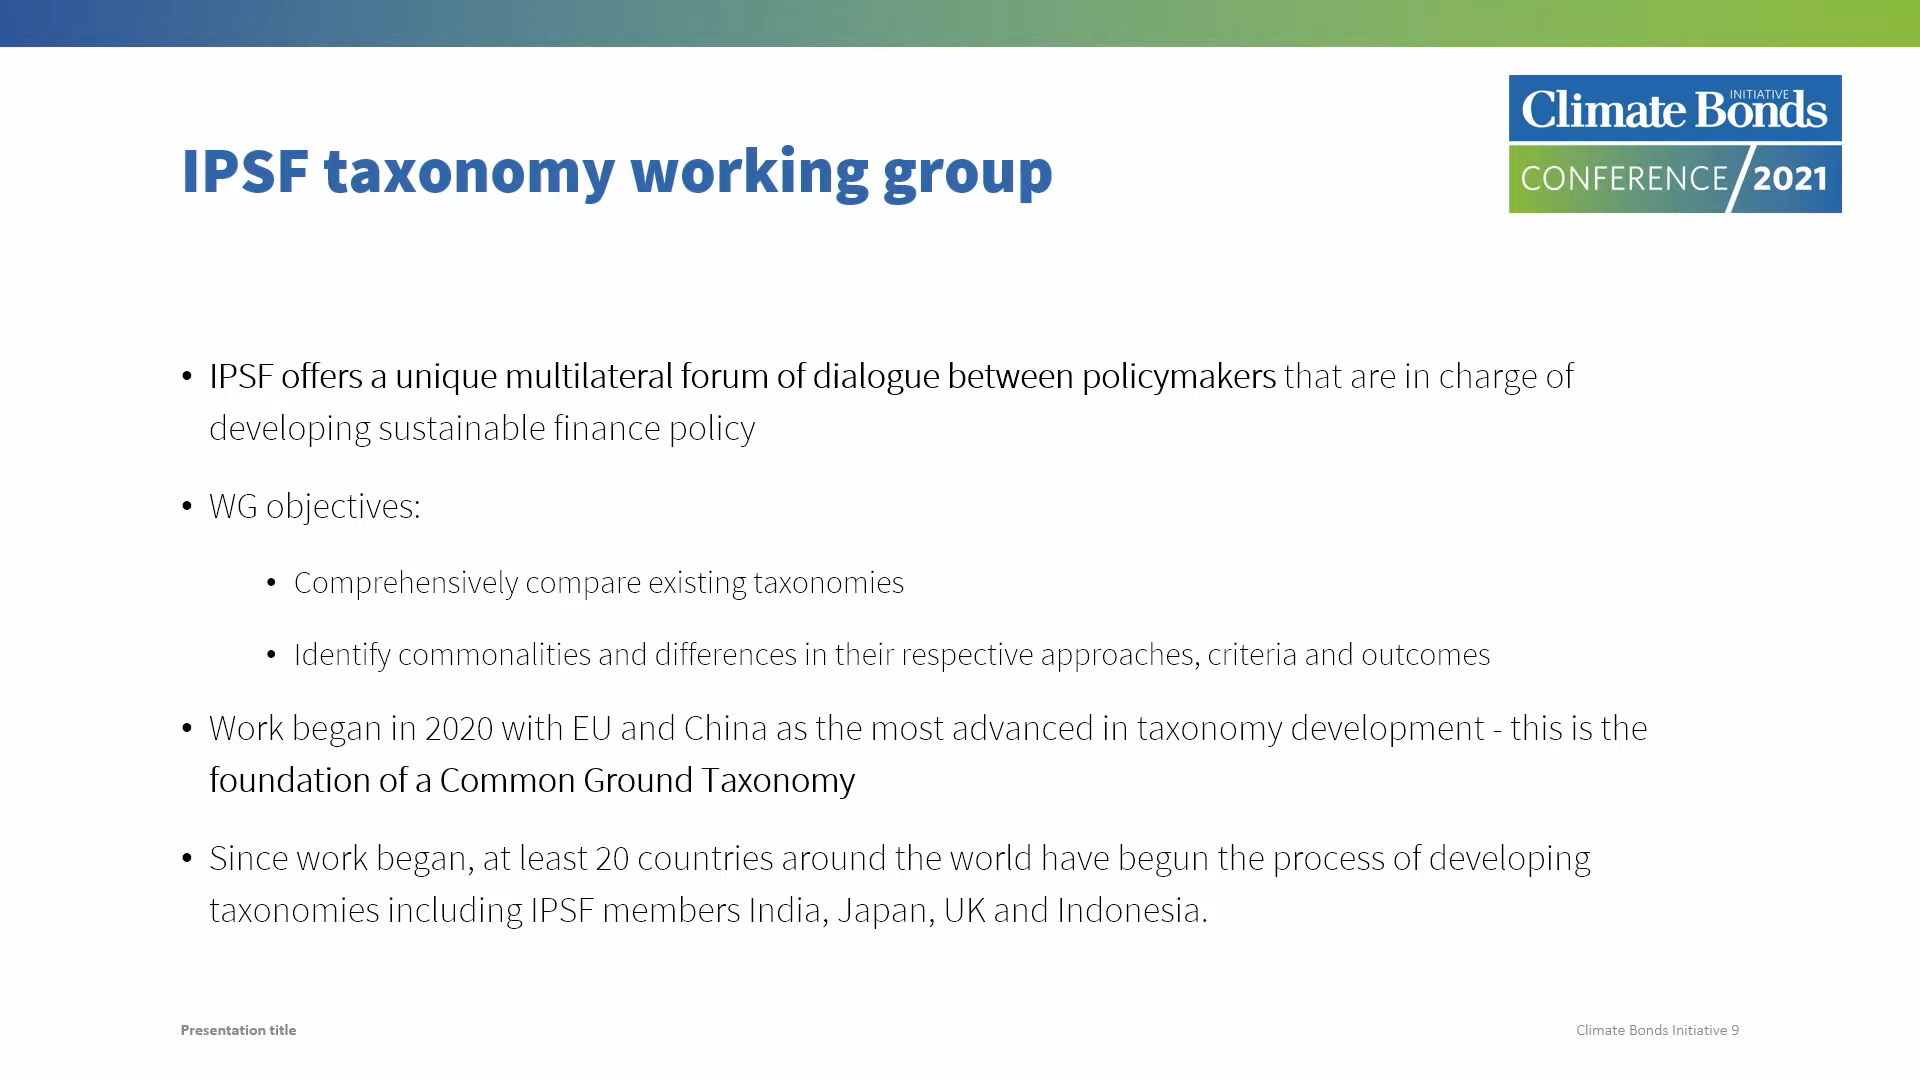 Climate Bonds
INITIATIVE
CONFERENCE/2021
IPSF taxonomy working group
• IPSF offers a unique multilateral forum of dialogue between policymakers that are in charge of
developing sustainable finance policy
• WG objectives:
• Comprehensively compare existing taxonomies
• Identify commonalities and differences in their respective approaches, criteria and outcomes
• Work began in 2020 with EU and China as the most advanced in taxonomy development - this is the
foundation of a Common Ground Taxonomy
• Since work began, at least 20 countries around the world have begun the process of developing
taxonomies including IPSF members India, Japan, UK and Indonesia.
Presentation title
Climate Bonds Initiative 9